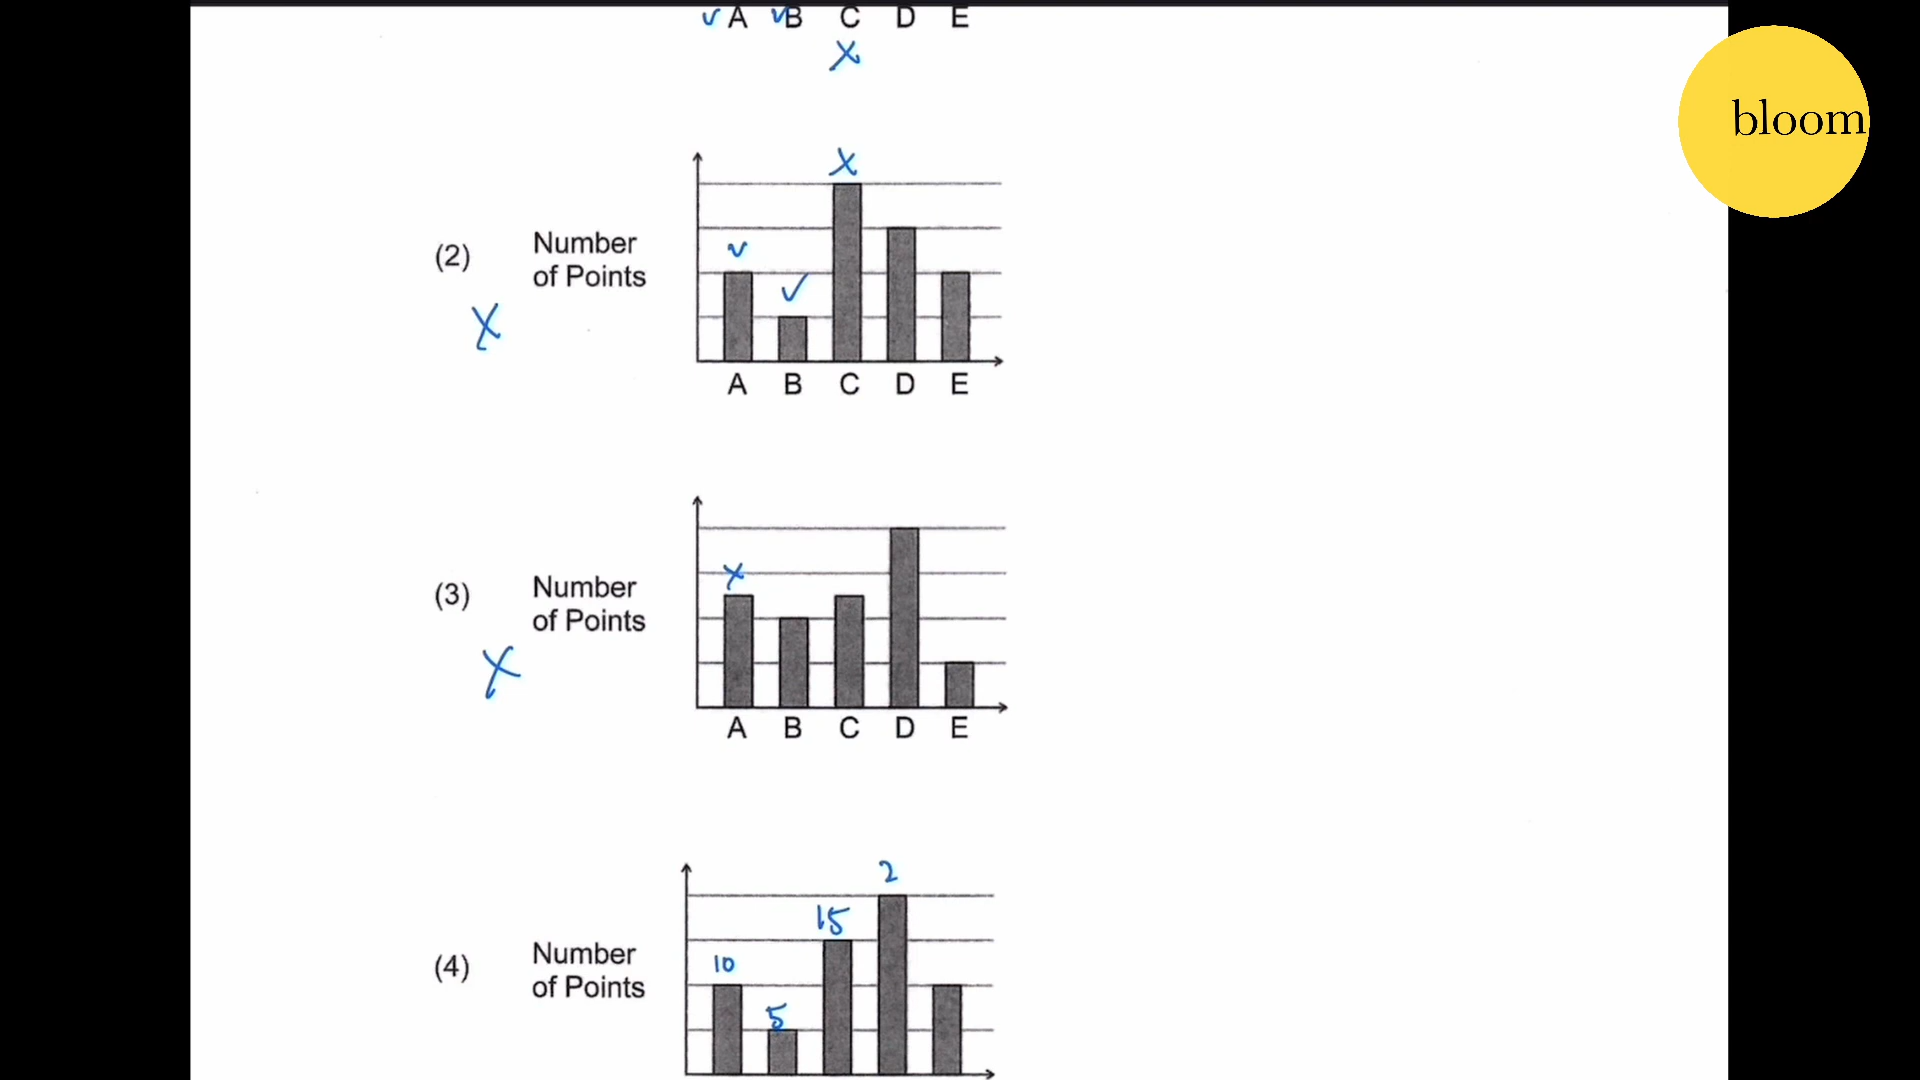 ✓ A ✓ B C D E
X
bloom
X
(2) Number
of Points
✓
✓
X
A B C D E
(3) Number
of Points
X
X
A B C D E
2
15
(4) Number
of Points
10
5